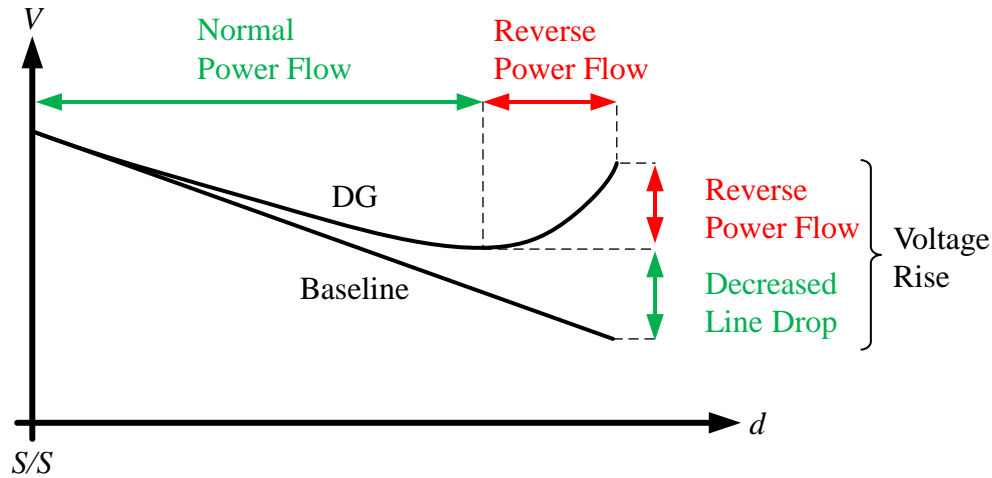 V
Normal
Power Flow
Reverse
Power Flow
DG
Baseline
Reverse
Power Flow
Decreased
Line Drop
Voltage
Rise
d
S/S